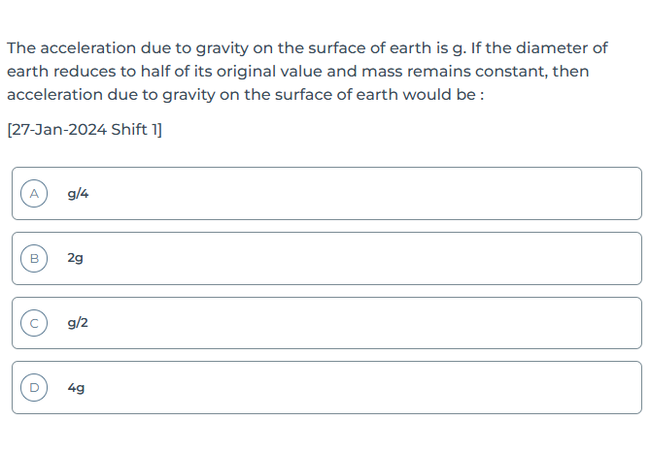 The acceleration due to gravity on the surface of earth is g. If the diameter of
earth reduces to half of its original value and mass remains constant, then
acceleration due to gravity on the surface of earth would be :
[27-Jan-2024 Shift 1]
A g/4
B 2g
C g/2
D 4g